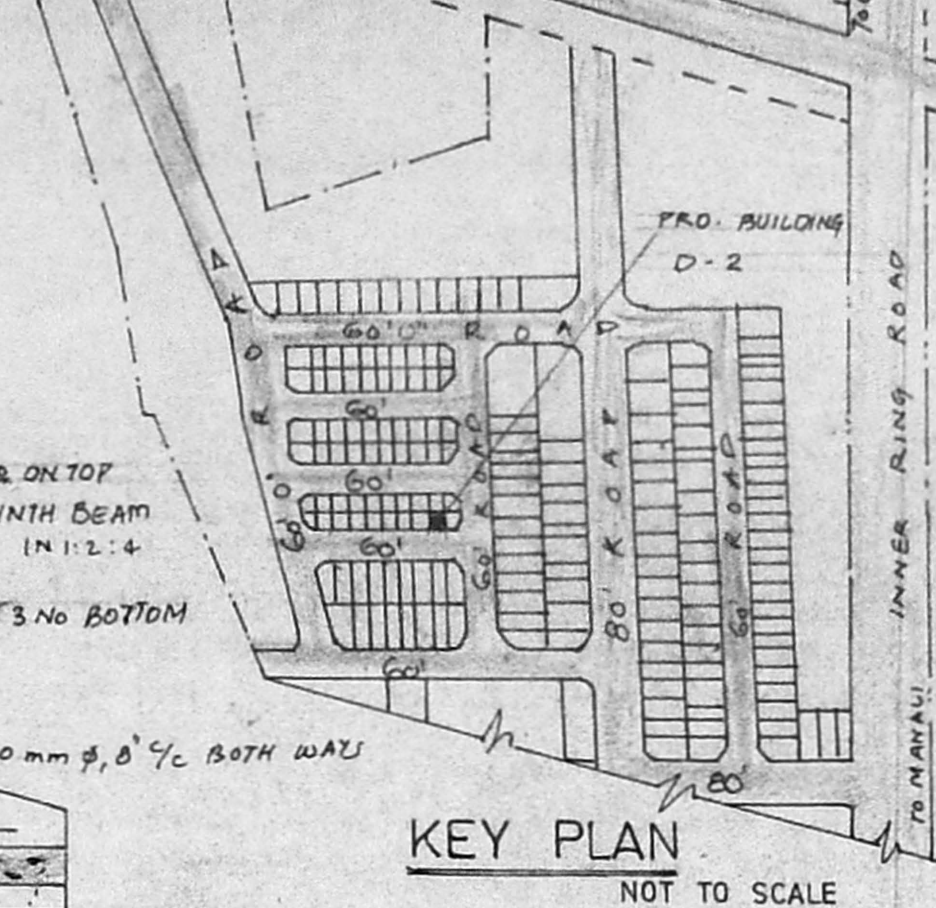 PRO. BUILDING
D-2
60'0" ROAD
60'
60'
60'
60'
60'0" ROAD
60' ROAD
80' ROAD
60 ROAD
INNER RING ROAD
TO MANALI
ON TOP
INTH BEAM
IN 1:2:4
3 NO BOTTOM
0 mm ϕ, 8" C/C BOTH WAYS
80'
KEY PLAN
NOT TO SCALE